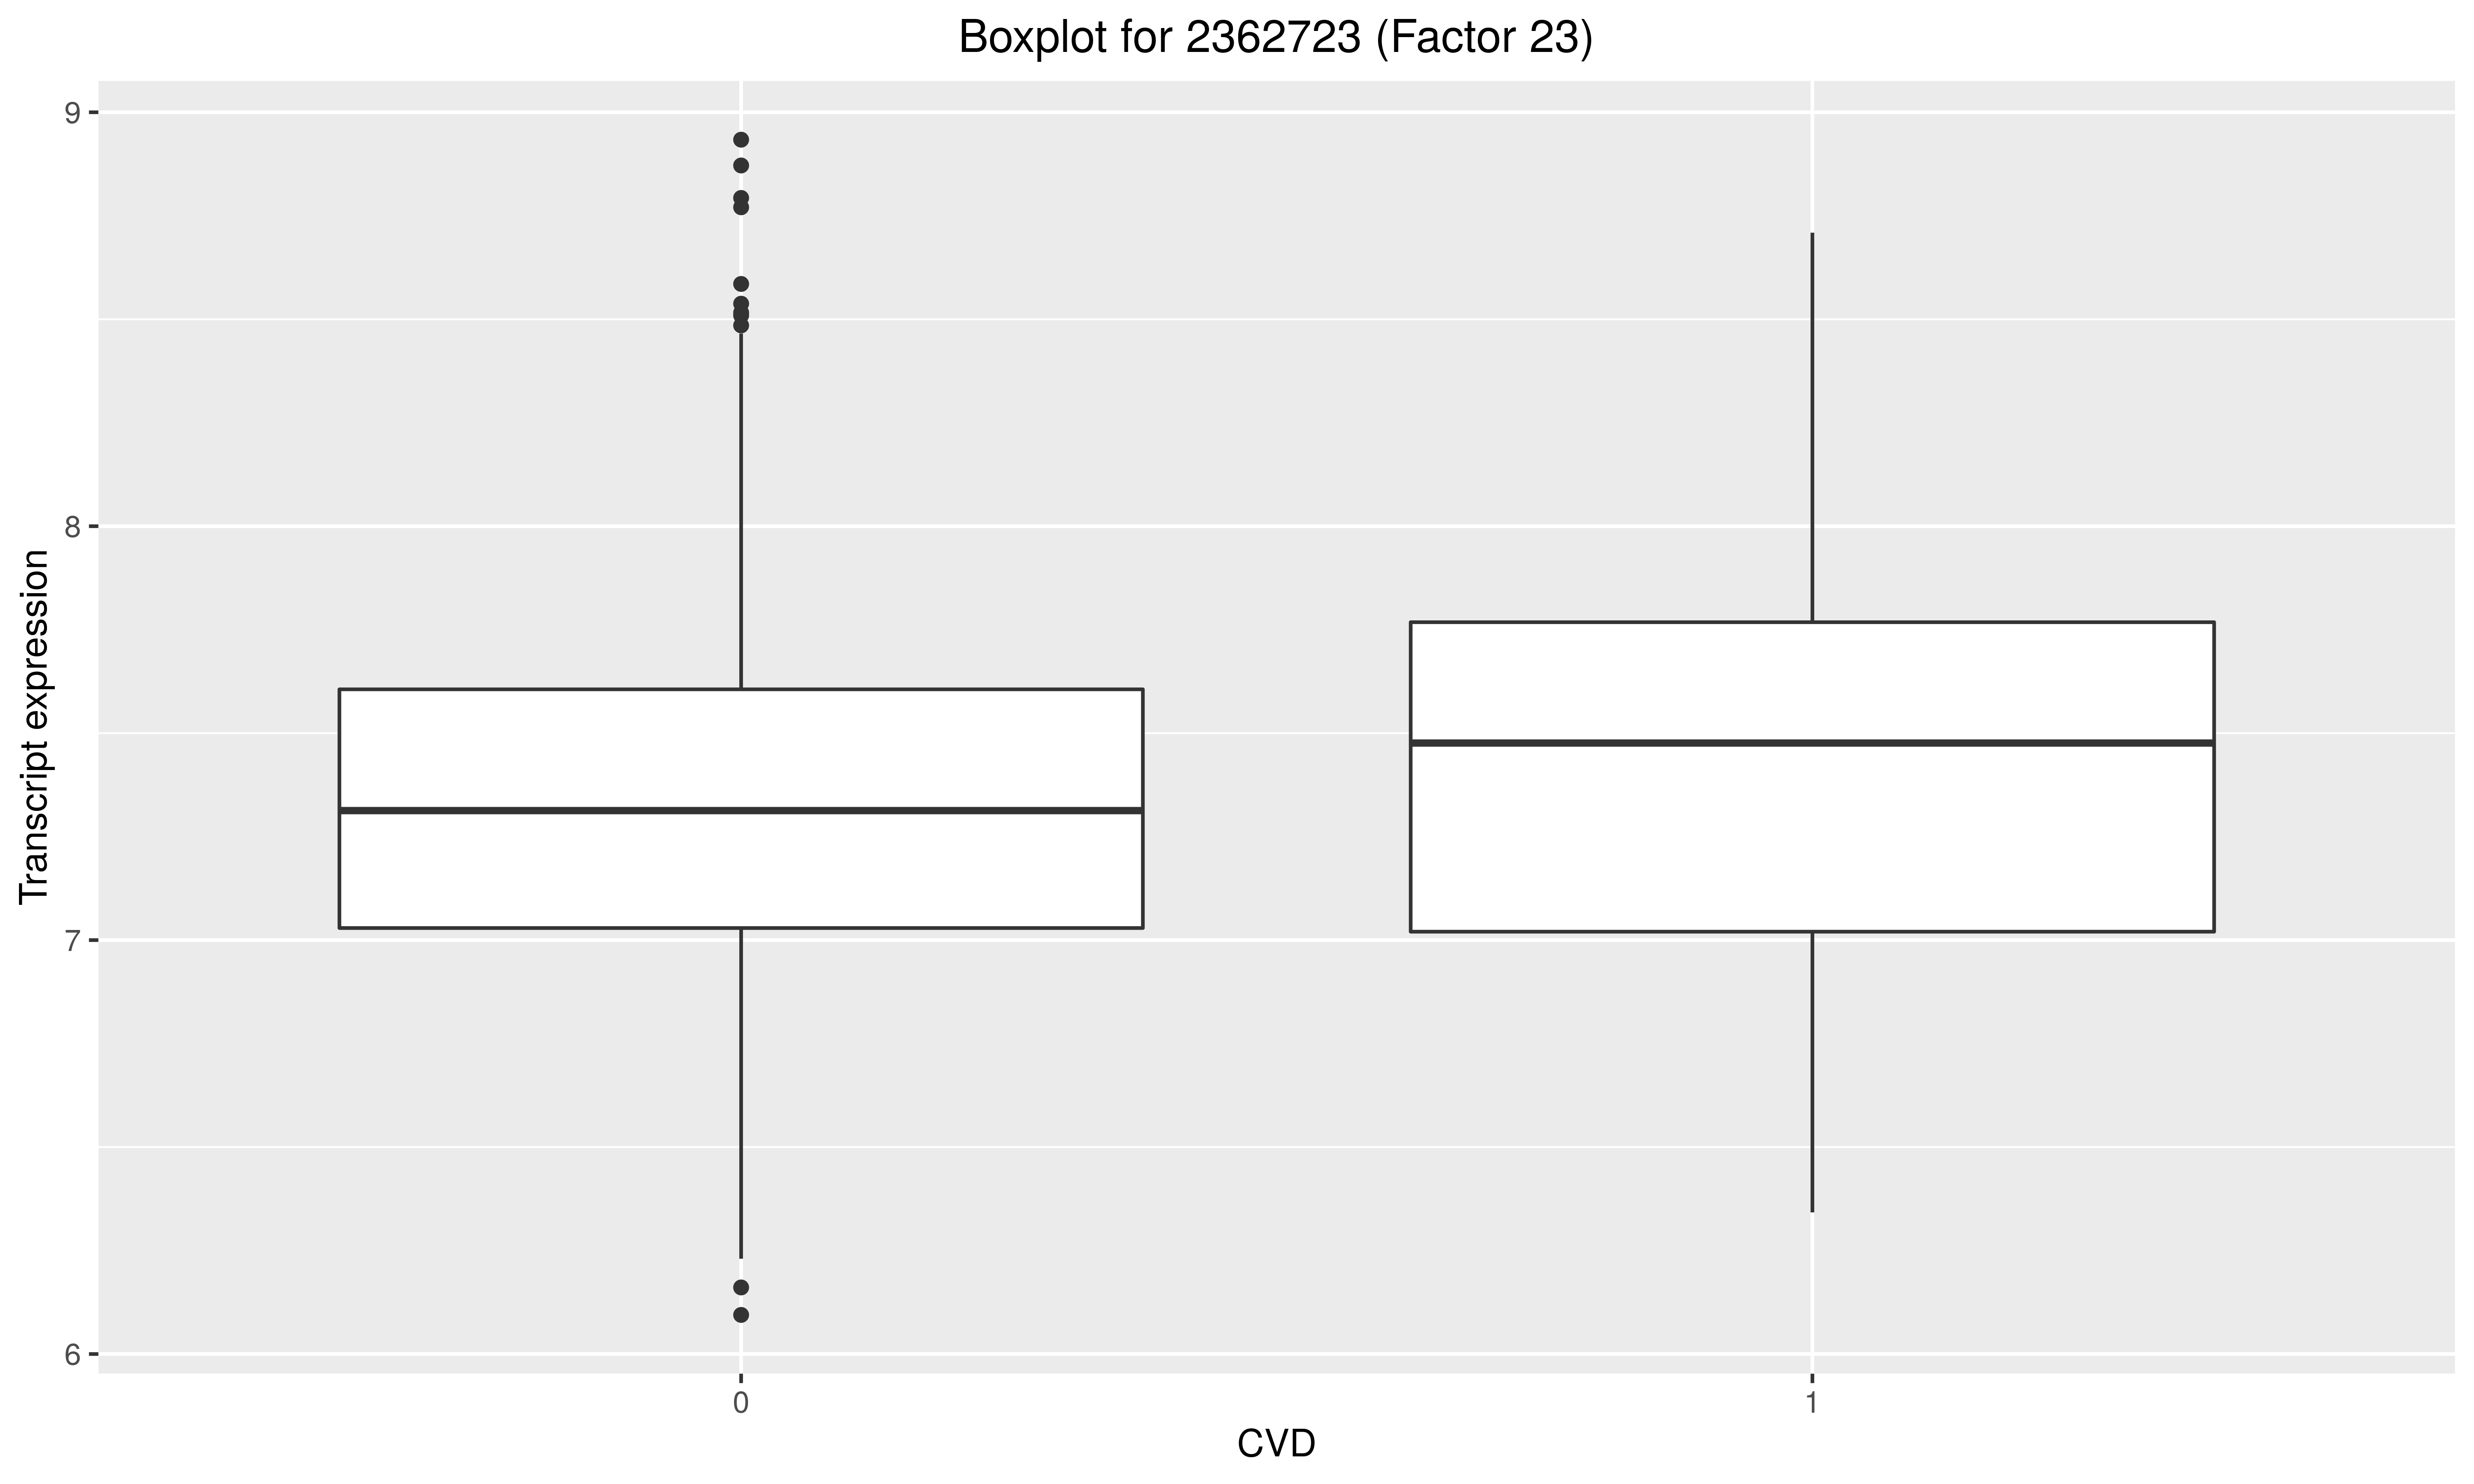 Boxplot for 2362723 (Factor 23)
Transcript expression
9
8
7
6
0
1
CVD